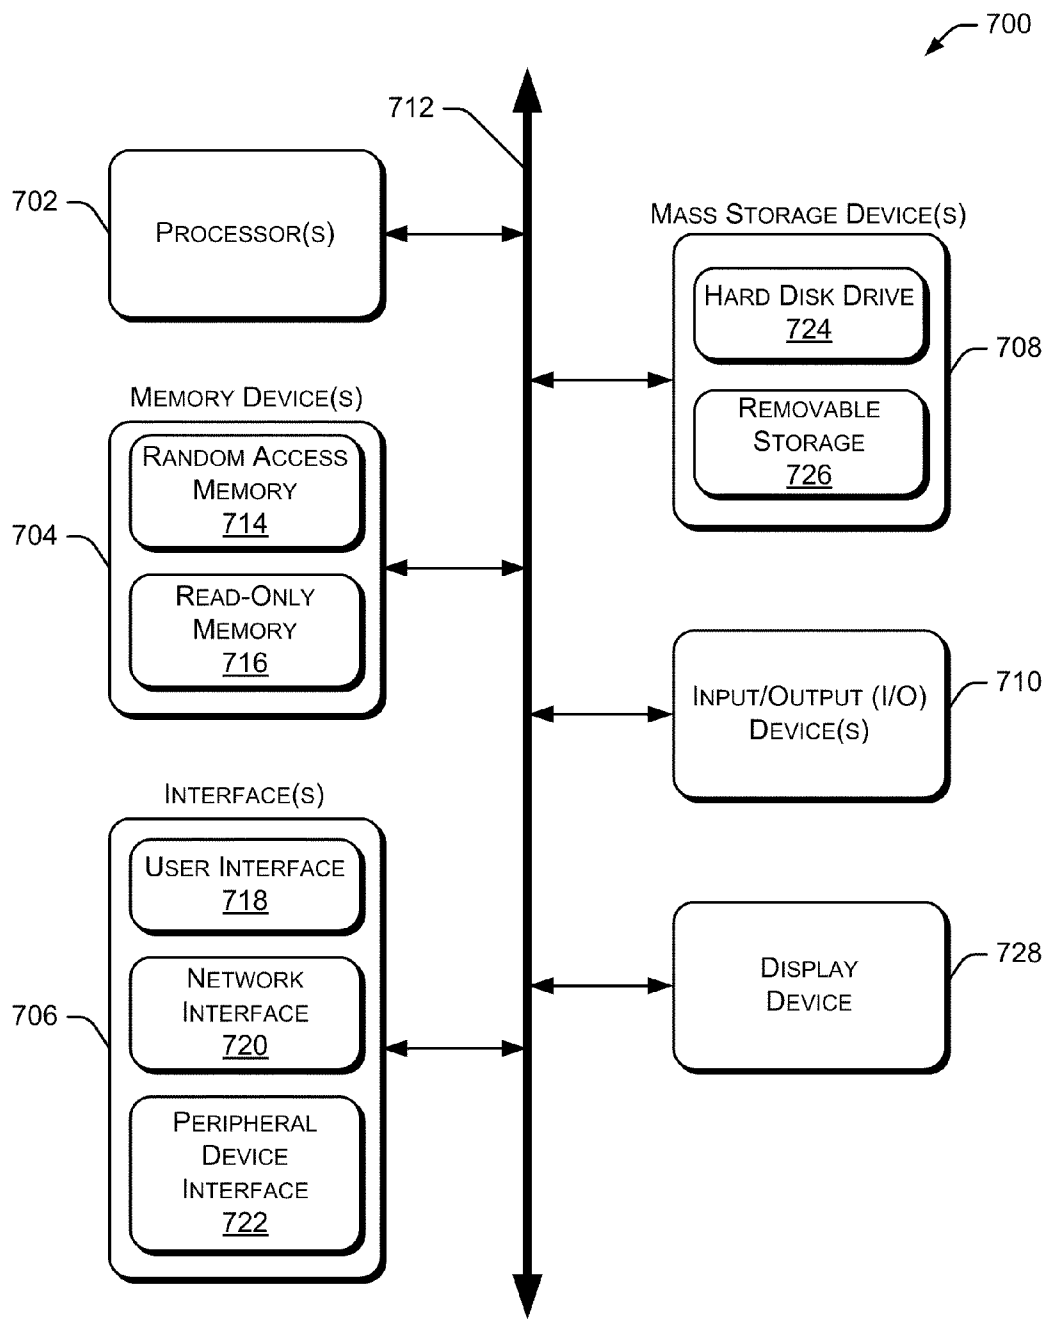 700
712
702
PROCESSOR(S)
MASS STORAGE DEVICE(S)
HARD DISK DRIVE
724
708
REMOVABLE
STORAGE
726
MEMORY DEVICE(S)
RANDOM ACCESS
MEMORY
714
704
READ-ONLY
MEMORY
716
INPUT/OUTPUT (I/O)
DEVICE(S)
710
INTERFACE(S)
USER INTERFACE
718
NETWORK
INTERFACE
720
706
PERIPHERAL
DEVICE
INTERFACE
722
DISPLAY
DEVICE
728